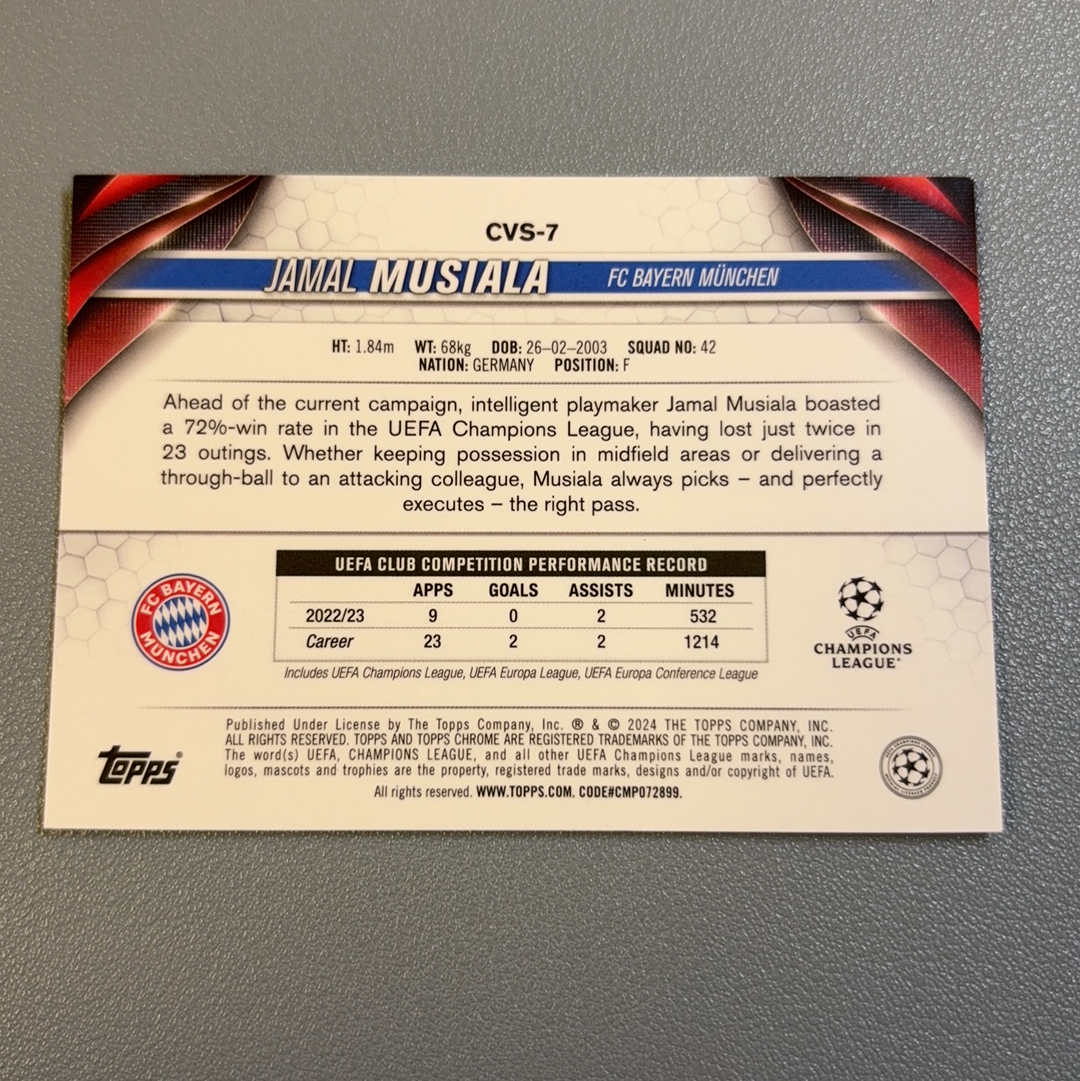 CVS-7
JAMAL MUSIALA FC BAYERN MÜNCHEN
HT: 1.84m WT: 68kg DOB: 26–02–2003 SQUAD NO: 42
NATION: GERMANY POSITION: F
Ahead of the current campaign, intelligent playmaker Jamal Musiala boasted
a 72%-win rate in the UEFA Champions League, having lost just twice in
23 outings. Whether keeping possession in midfield areas or delivering a
through-ball to an attacking colleague, Musiala always picks – and perfectly
executes – the right pass.
UEFA CLUB COMPETITION PERFORMANCE RECORD
APPS GOALS ASSISTS MINUTES
2022/23 9 0 2 532
Career 23 2 2 1214
Includes UEFA Champions League, UEFA Europa League, UEFA Europa Conference League
FC BAYERN
MÜNCHEN
UEFA
CHAMPIONS
LEAGUE®
Published Under License by The Topps Company, Inc. ® & © 2024 THE TOPPS COMPANY, INC.
ALL RIGHTS RESERVED. TOPPS AND TOPPS CHROME ARE REGISTERED TRADEMARKS OF THE TOPPS COMPANY, INC.
The word(s) UEFA, CHAMPIONS LEAGUE, and all other UEFA Champions League marks, names,
logos, mascots and trophies are the property, registered trade marks, designs and/or copyright of UEFA.
All rights reserved. WWW.TOPPS.COM. CODE#CMP072899.
Topps®